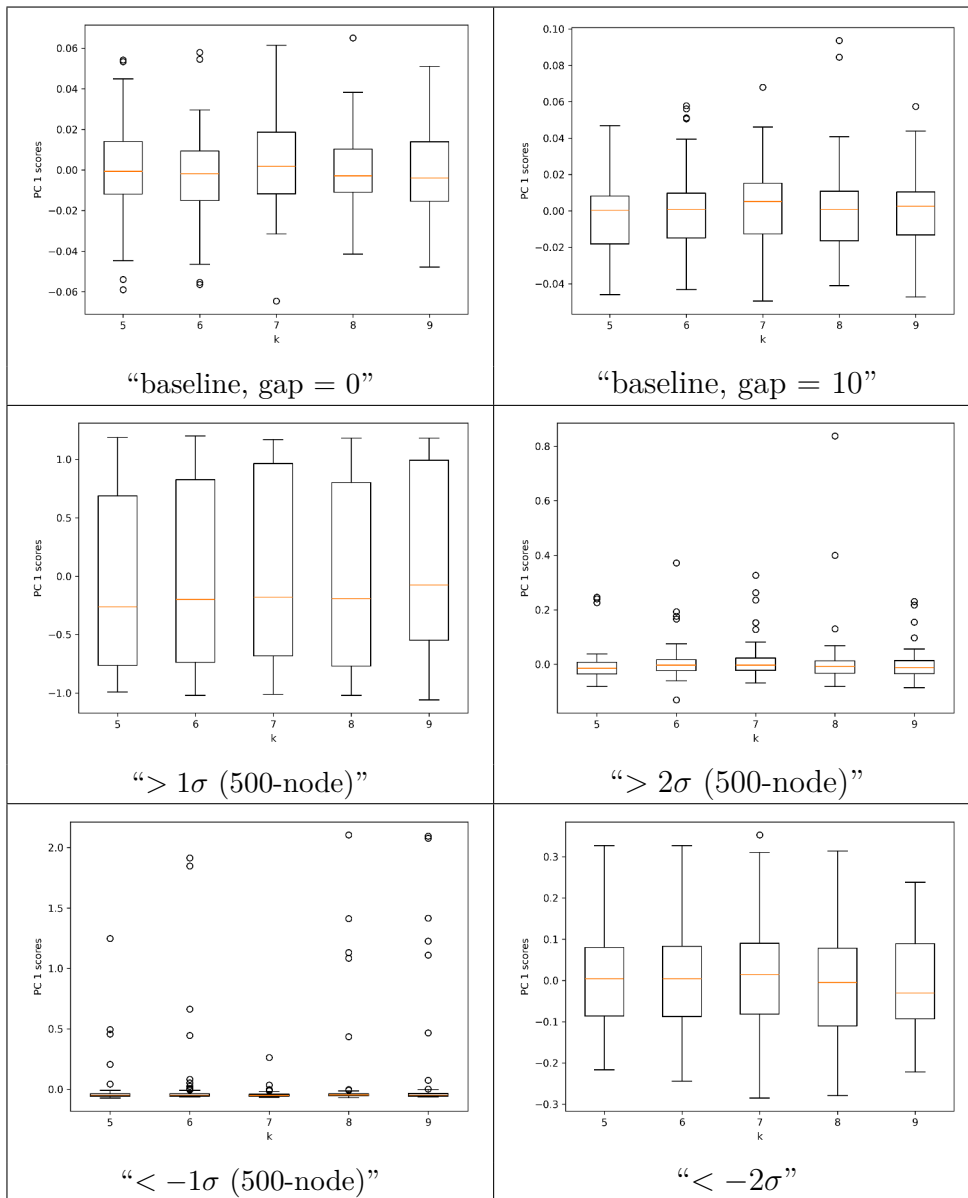 0.06
0.04
0.02
0.00
−0.02
−0.04
−0.06
PC 1 scores
5 6 7 8 9
k
“baseline, gap = 0”
0.10
0.08
0.06
0.04
0.02
0.00
−0.02
−0.04
PC 1 scores
5 6 7 8 9
k
“baseline, gap = 10”
1.0
0.5
0.0
−0.5
−1.0
PC 1 scores
5 6 7 8 9
k
“> 1σ (500-node)”
0.8
0.6
0.4
0.2
0.0
PC 1 scores
5 6 7 8 9
k
“> 2σ (500-node)”
2.0
1.5
1.0
0.5
0.0
PC 1 scores
5 6 7 8 9
k
“< −1σ (500-node)”
0.3
0.2
0.1
0.0
−0.1
−0.2
−0.3
PC 1 scores
5 6 7 8 9
k
“< −2σ”